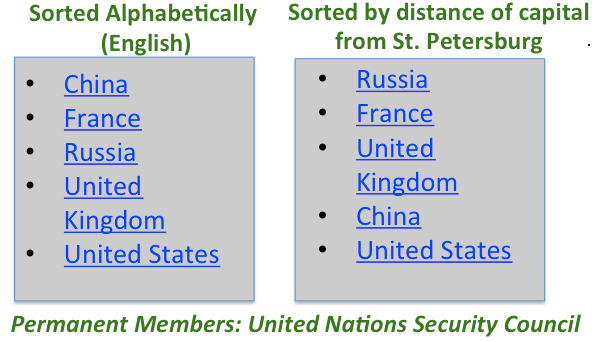 Sorted Alphabetically
(English)
• China
• France
• Russia
• United
Kingdom
• United States
Sorted by distance of capital
from St. Petersburg
• Russia
• France
• United
Kingdom
• China
• United States
Permanent Members: United Nations Security Council